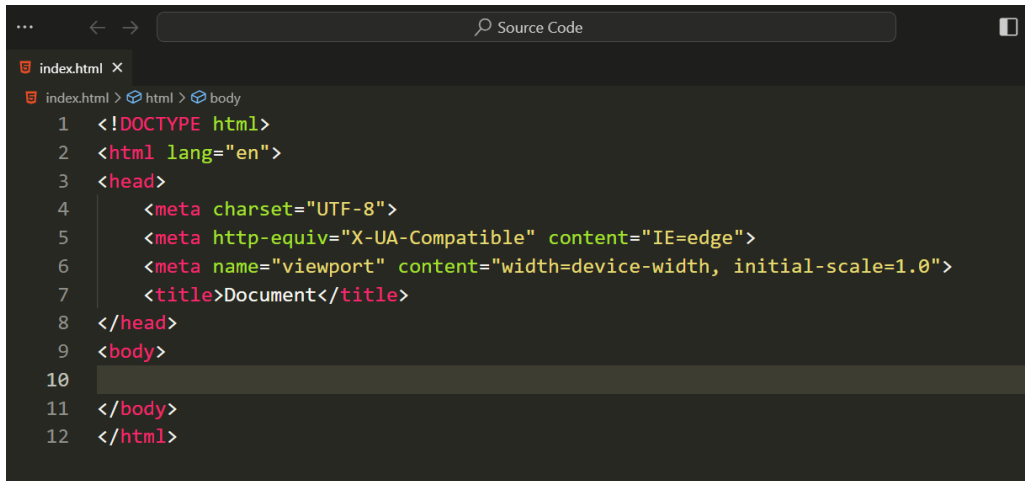 Source Code
index.html
index.html > html > body
1 <!DOCTYPE html>
2 <html lang="en">
3 <head>
4     <meta charset="UTF-8">
5     <meta http-equiv="X-UA-Compatible" content="IE=edge">
6     <meta name="viewport" content="width=device-width, initial-scale=1.0">
7     <title>Document</title>
8 </head>
9 <body>
10
11 </body>
12 </html>